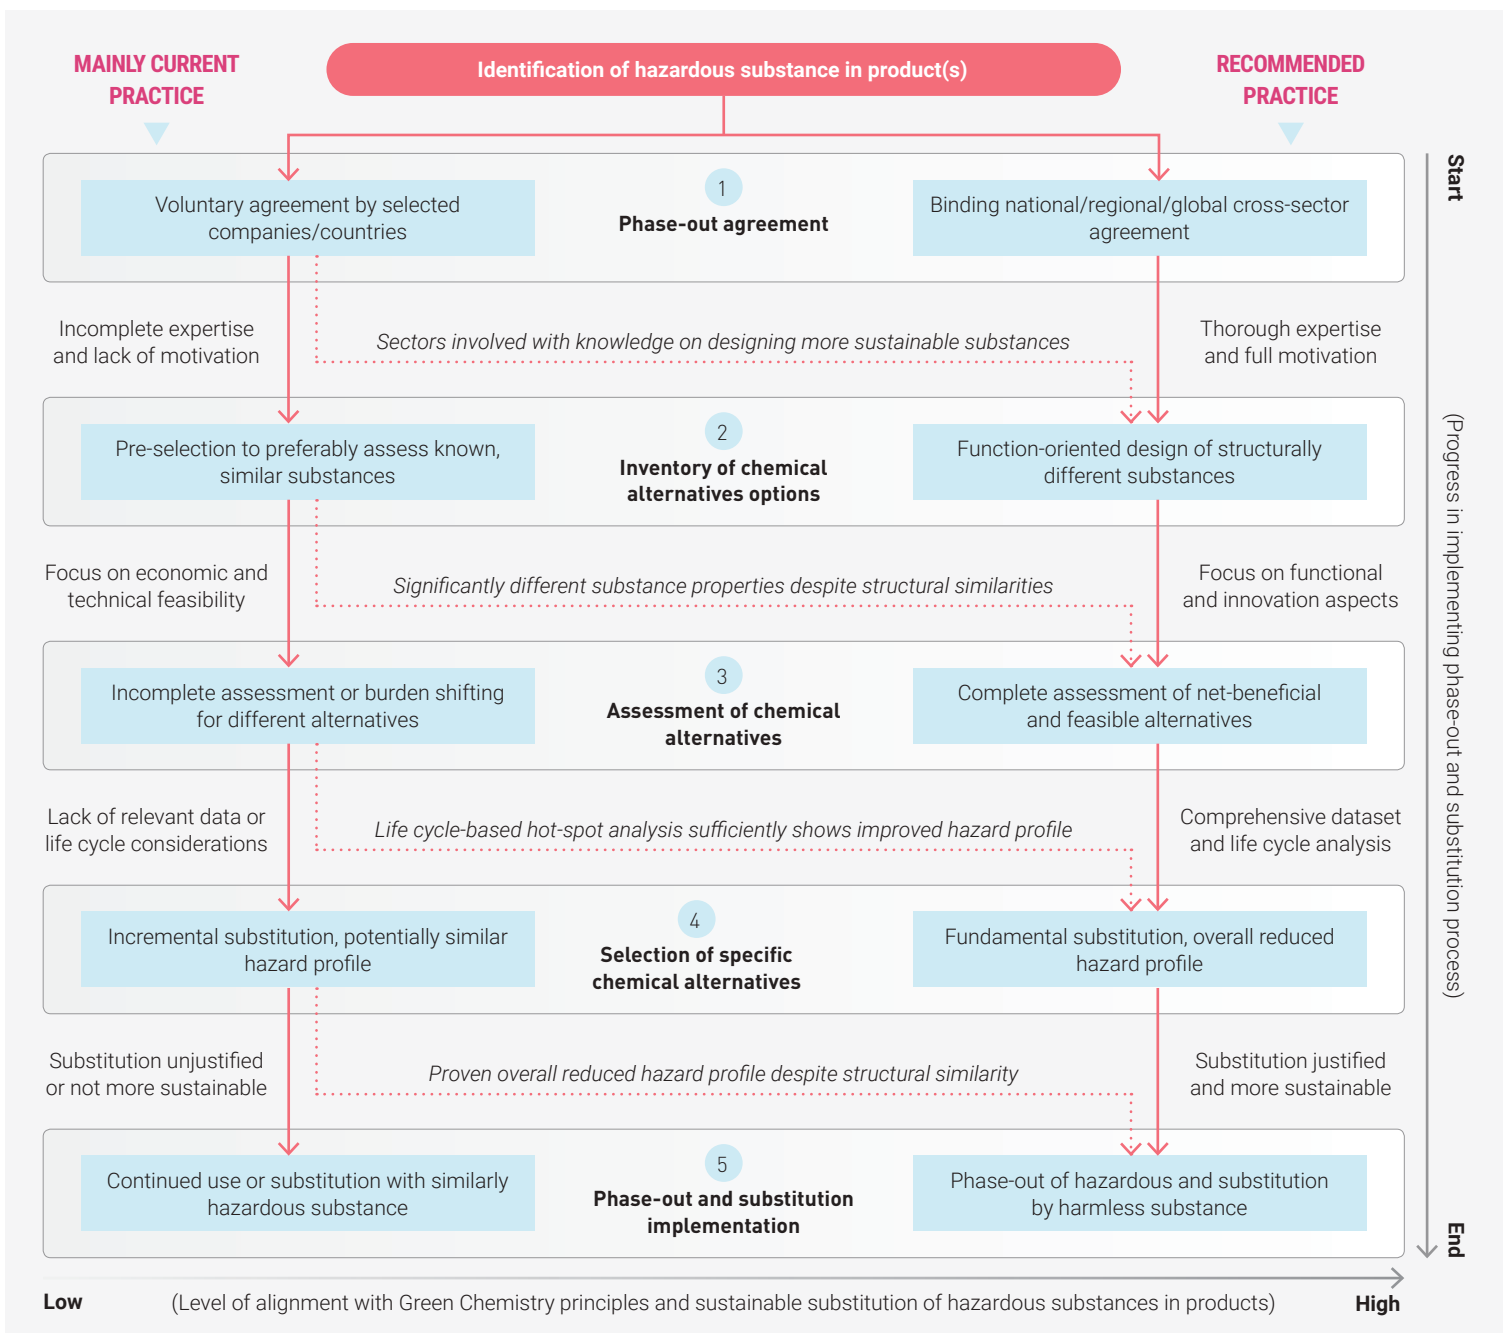 MAINLY CURRENT
PRACTICE
Identification of hazardous substance in product(s)
RECOMMENDED
PRACTICE
Start
Voluntary agreement by selected
companies/countries
1
Phase-out agreement
Binding national/regional/global cross-sector
agreement
Incomplete expertise
and lack of motivation
Sectors involved with knowledge on designing more sustainable substances
Thorough expertise
and full motivation
Pre-selection to preferably assess known,
similar substances
2
Inventory of chemical
alternatives options
Function-oriented design of structurally
different substances
Focus on economic and
technical feasibility
Significantly different substance properties despite structural similarities
Focus on functional
and innovation aspects
(Progress in implementing phase-out and substitution process)
Incomplete assessment or burden shifting
for different alternatives
3
Assessment of chemical
alternatives
Complete assessment of net-beneficial
and feasible alternatives
Lack of relevant data or
life cycle considerations
Life cycle-based hot-spot analysis sufficiently shows improved hazard profile
Comprehensive dataset
and life cycle analysis
Incremental substitution, potentially similar
hazard profile
4
Selection of specific
chemical alternatives
Fundamental substitution, overall reduced
hazard profile
Substitution unjustified
or not more sustainable
Proven overall reduced hazard profile despite structural similarity
Substitution justified
and more sustainable
Continued use or substitution with similarly
hazardous substance
5
Phase-out and substitution
implementation
Phase-out of hazardous and substitution
by harmless substance
End
Low
(Level of alignment with Green Chemistry principles and sustainable substitution of hazardous substances in products)
High